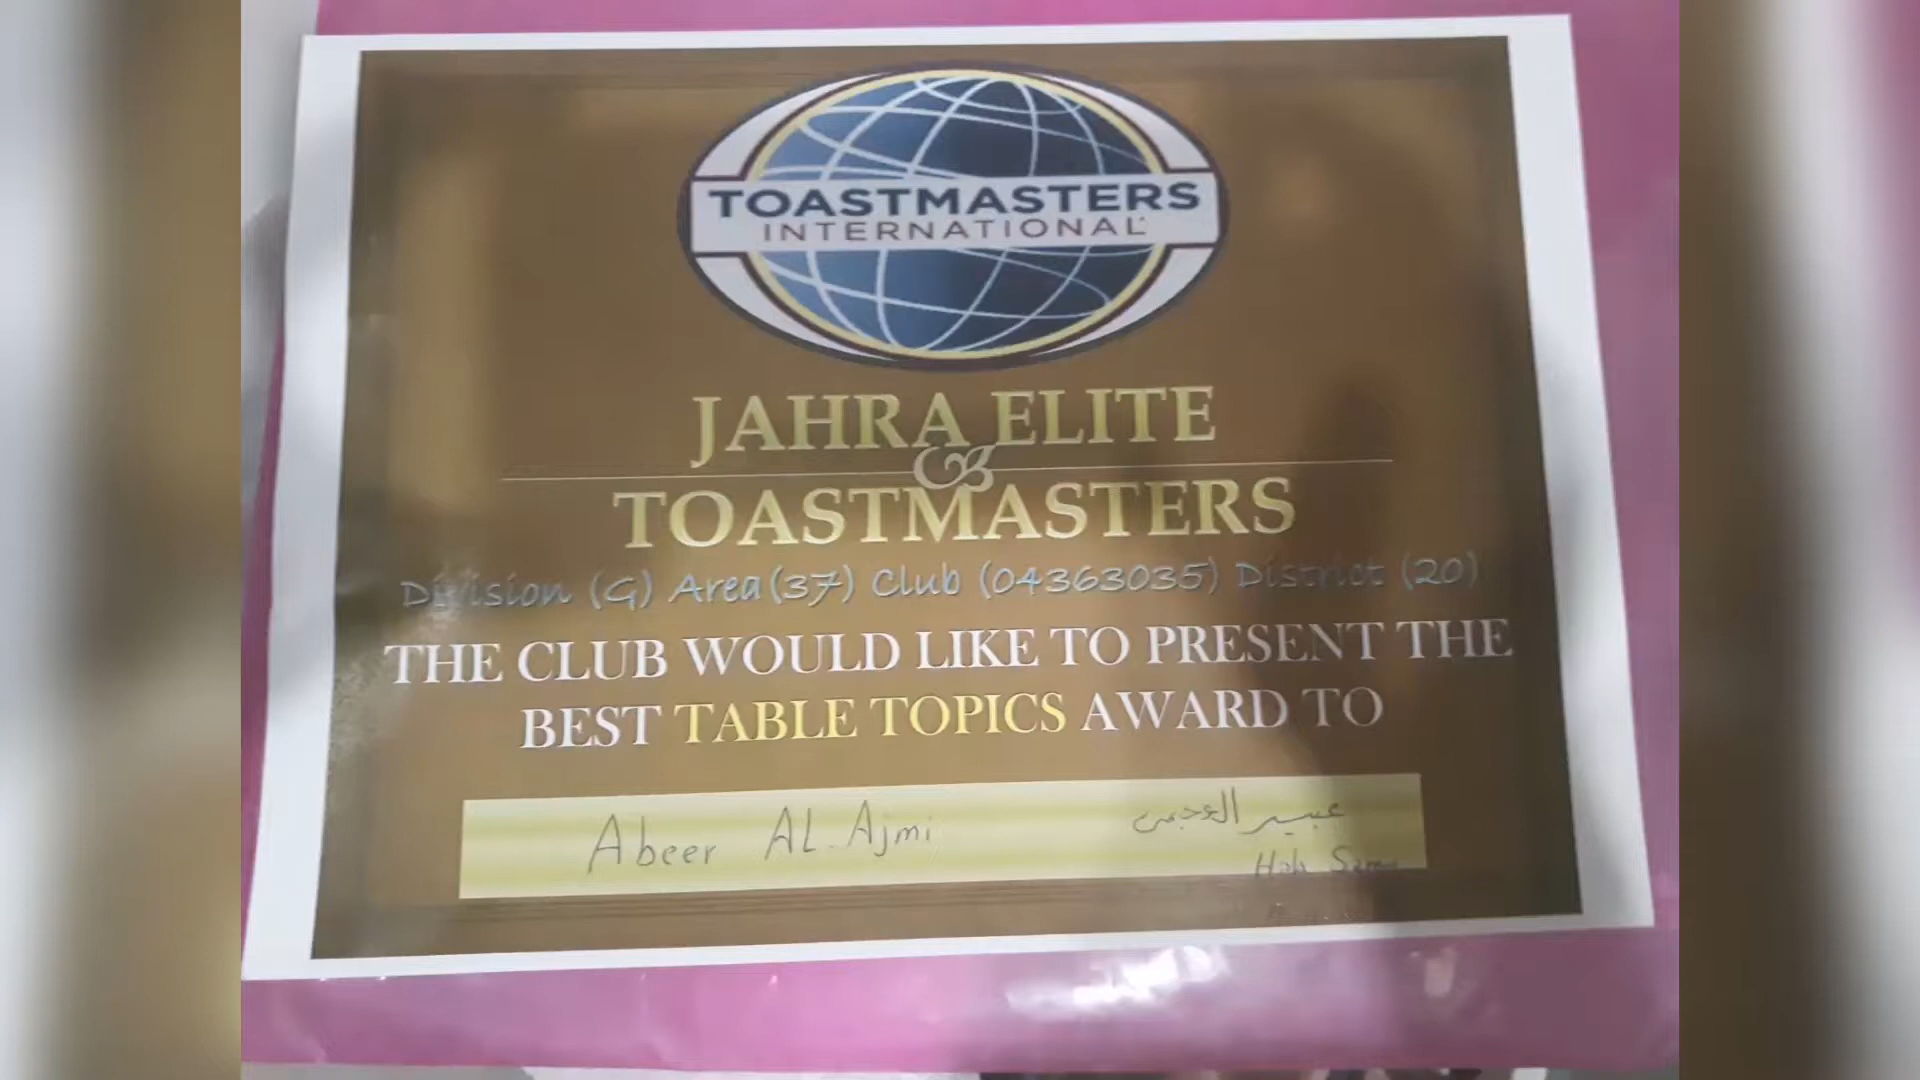 TOASTMASTERS
INTERNATIONAL
JAHRA ELITE
&
TOASTMASTERS
Division (G) Area (37) Club (04363035) District (20)
THE CLUB WOULD LIKE TO PRESENT THE
BEST TABLE TOPICS AWARD TO
Abeer AL.Ajmi عبير العجمي